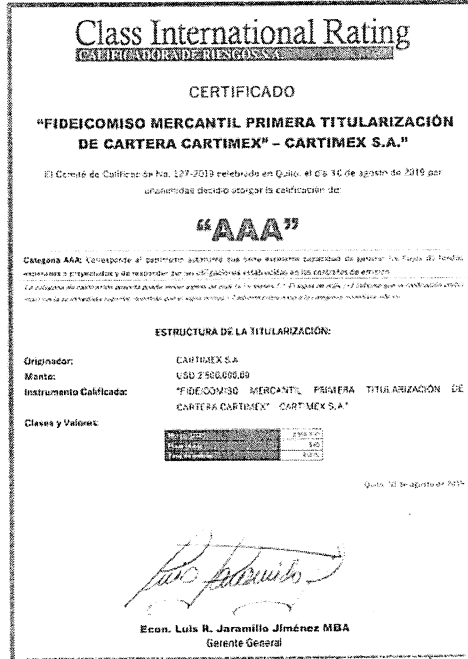 Class International Rating
CALIFICADORA DE RIESGOS S.A.
CERTIFICADO
"FIDEICOMISO MERCANTIL PRIMERA TITULARIZACIÓN
DE CARTERA CARTIMEX" – CARTIMEX S.A."
El Comité de Calificación No. 127-2019 celebrado en Quito, el día 30 de agosto de 2019 por
unanimidad decidió otorgar la calificación de:
"AAA"
Categoría AAA: Corresponde al patrimonio autónomo que tiene excelente capacidad de generar los flujos de fondos
esperados o proyectados y de responder por las obligaciones establecidas en los contratos de emisión.
ESTRUCTURA DE LA TITULARIZACIÓN:
Originador: CARTIMEX S.A
Monto: USD 2'500,000.00
Instrumento Calificado: "FIDEICOMISO MERCANTIL PRIMERA TITULARIZACIÓN DE
CARTERA CARTIMEX" - CARTIMEX S.A."
Clases y Valores:
Quito, 30 de agosto de 2019
Econ. Luis R. Jaramillo Jiménez MBA
Gerente General